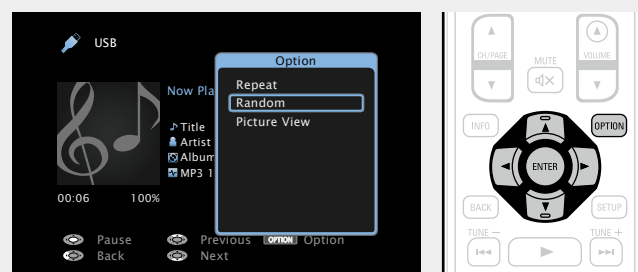 USB
Option
Now Pla
Repeat
Random
Picture View
Title
Artist
Album
MP3 1
00:06 100%
Pause Previous OPTION Option
Back Next
CH/PAGE MUTE VOLUME
INFO OPTION
ENTER
BACK SETUP
TUNE – TUNE +